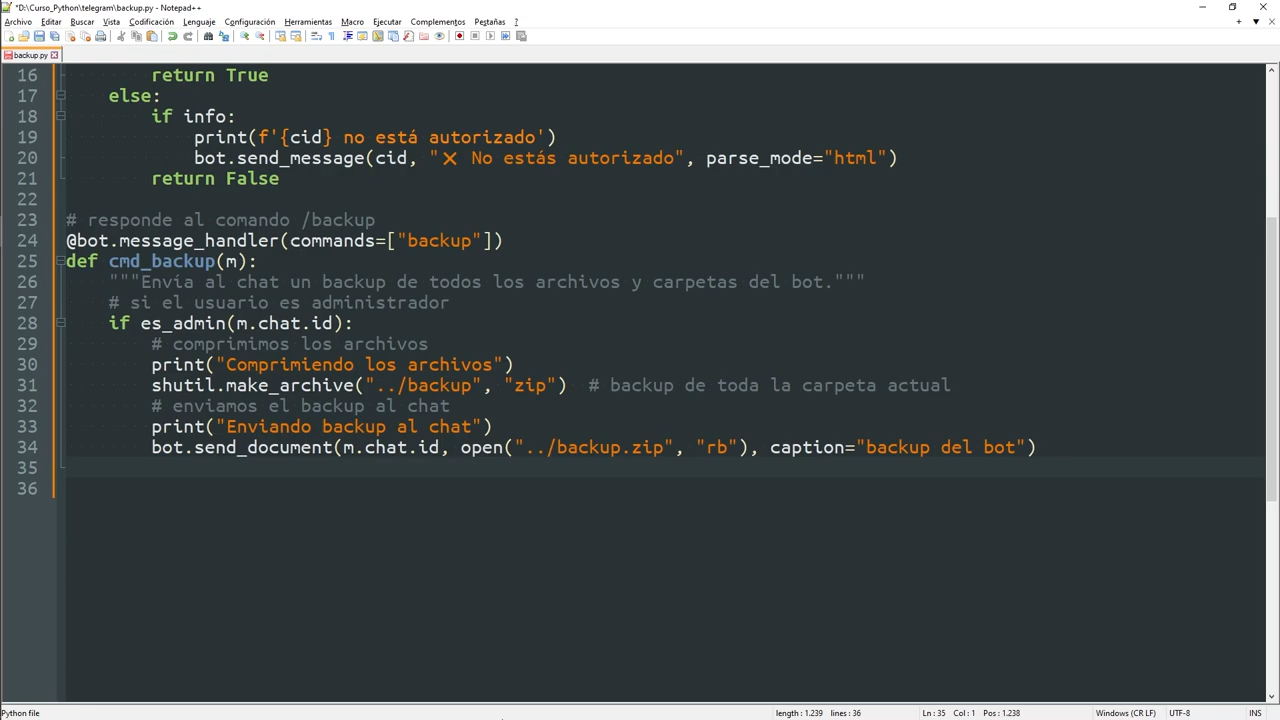 *D:\Curso_Python\telegram\backup.py - Notepad++
Archivo Editar Buscar Vista Codificación Lenguaje Configuración Herramientas Macro Ejecutar Complementos Pestañas ?
backup.py
16 return True
17 else:
18 if info:
19 print(f'{cid} no está autorizado')
20 bot.send_message(cid, "❌ No estás autorizado", parse_mode="html")
21 return False
22
23 # responde al comando /backup
24 @bot.message_handler(commands=["backup"])
25 def cmd_backup(m):
26 """Envía al chat un backup de todos los archivos y carpetas del bot."""
27 # si el usuario es administrador
28 if es_admin(m.chat.id):
29 # comprimimos los archivos
30 print("Comprimiendo los archivos")
31 shutil.make_archive("../backup", "zip") # backup de toda la carpeta actual
32 # enviamos el backup al chat
33 print("Enviando backup al chat")
34 bot.send_document(m.chat.id, open("../backup.zip", "rb"), caption="backup del bot")
35
36
Python file length : 1.239 lines : 36 Ln : 35 Col : 1 Pos : 1.238 Windows (CR LF) UTF-8 INS